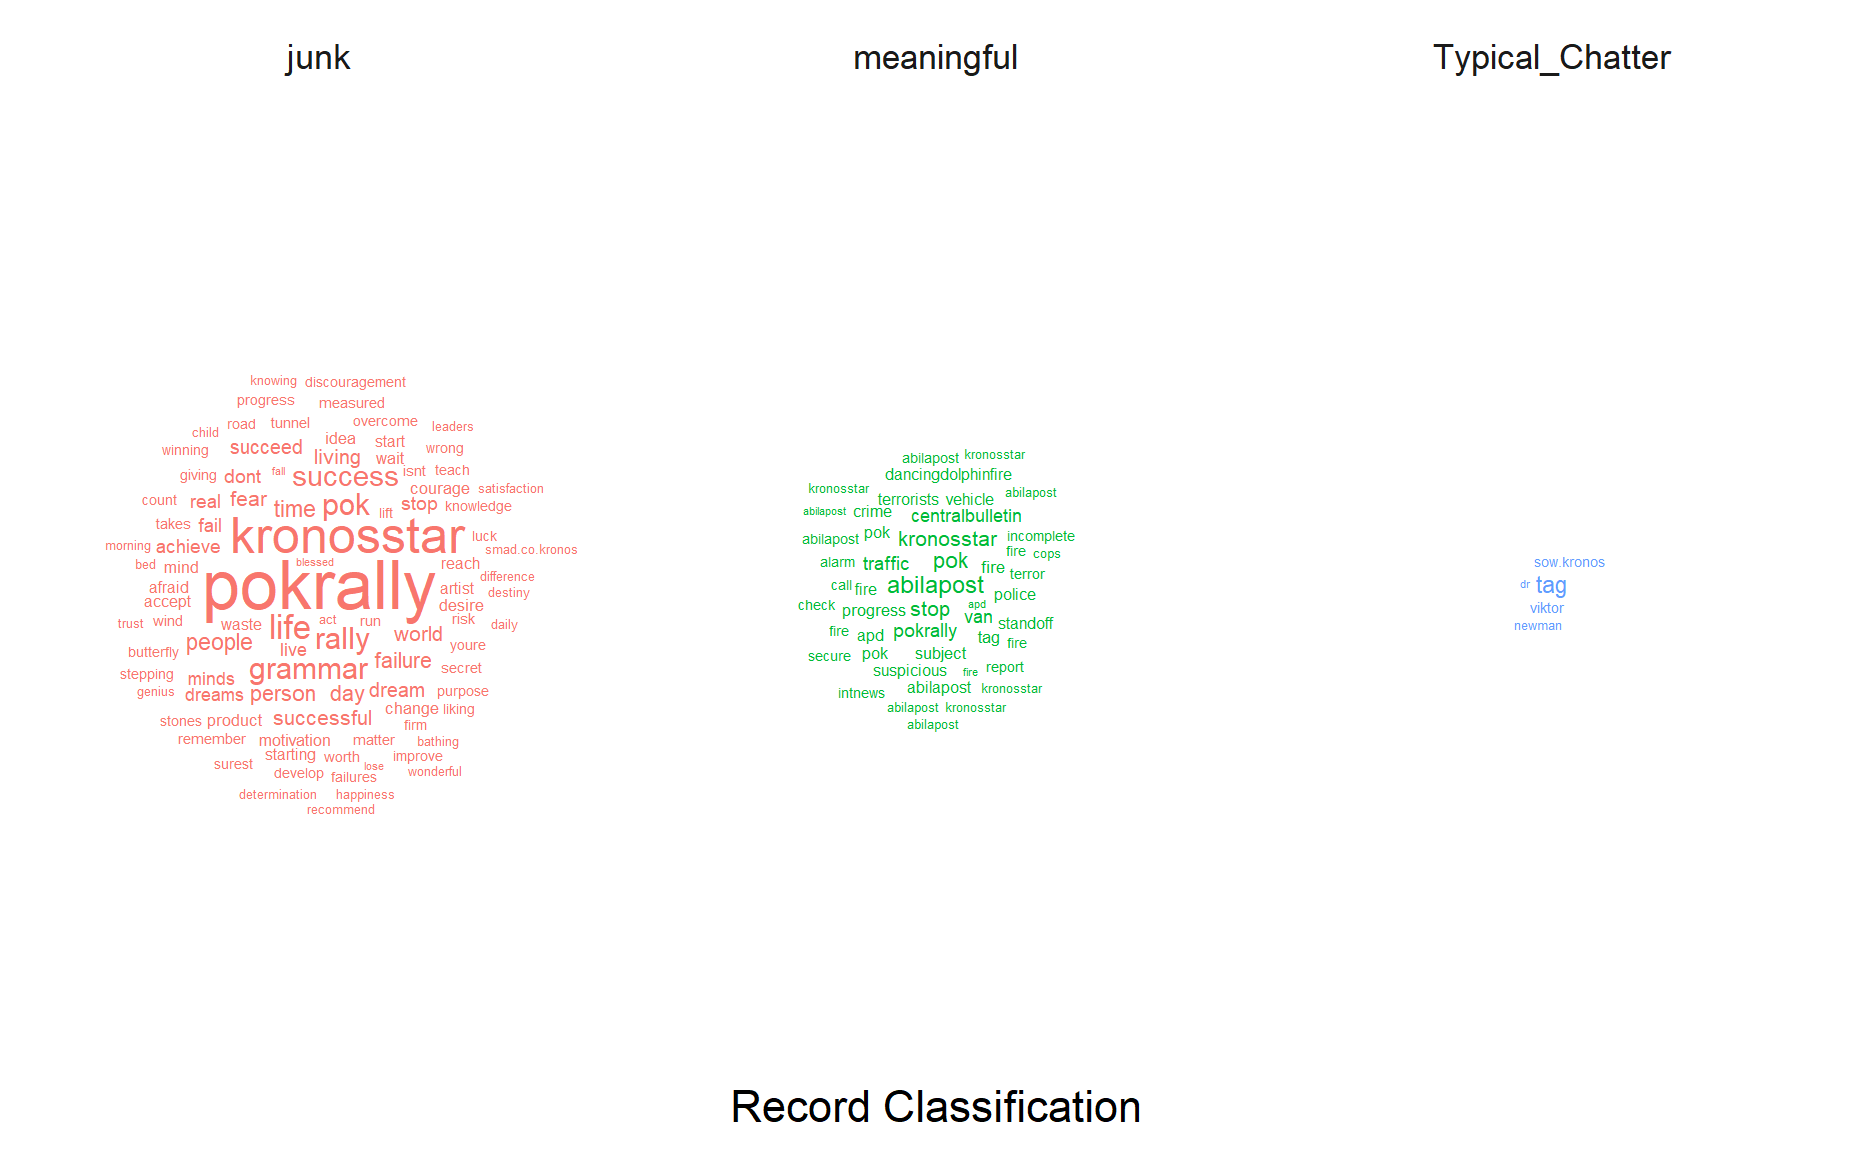 junk meaningful Typical_Chatter
knowing discouragement
progress measured
child road tunnel overcome leaders
winning succeed idea start wrong
living wait
giving dont fall success isnt teach
courage satisfaction
count real fear time pok lift stop knowledge
takes fail kronosstar luck
morning achieve smad.co.kronos
bed mind blessed reach
afraid pokrally artist difference
accept desire destiny
trust wind waste life act run risk daily
people live rally world youre
butterfly grammar failure secret
stepping minds
genius dreams person day dream purpose
stones product successful change liking
firm
remember motivation matter bathing
surest starting worth lose improve
develop failures wonderful
determination happiness
recommend
abilapost kronosstar
dancingdolphinfire
kronosstar terrorists vehicle abilapost
abilapost crime centralbulletin
abilapost pok kronosstar incomplete
alarm traffic pok fire fire cops
call fire abilapost terror
check progress stop apd van police
fire apd pokrally tag standoff
secure pok subject fire
suspicious fire report
intnews abilapost kronosstar
abilapost kronosstar
abilapost
sow.kronos
dr tag
viktor
newman
Record Classification